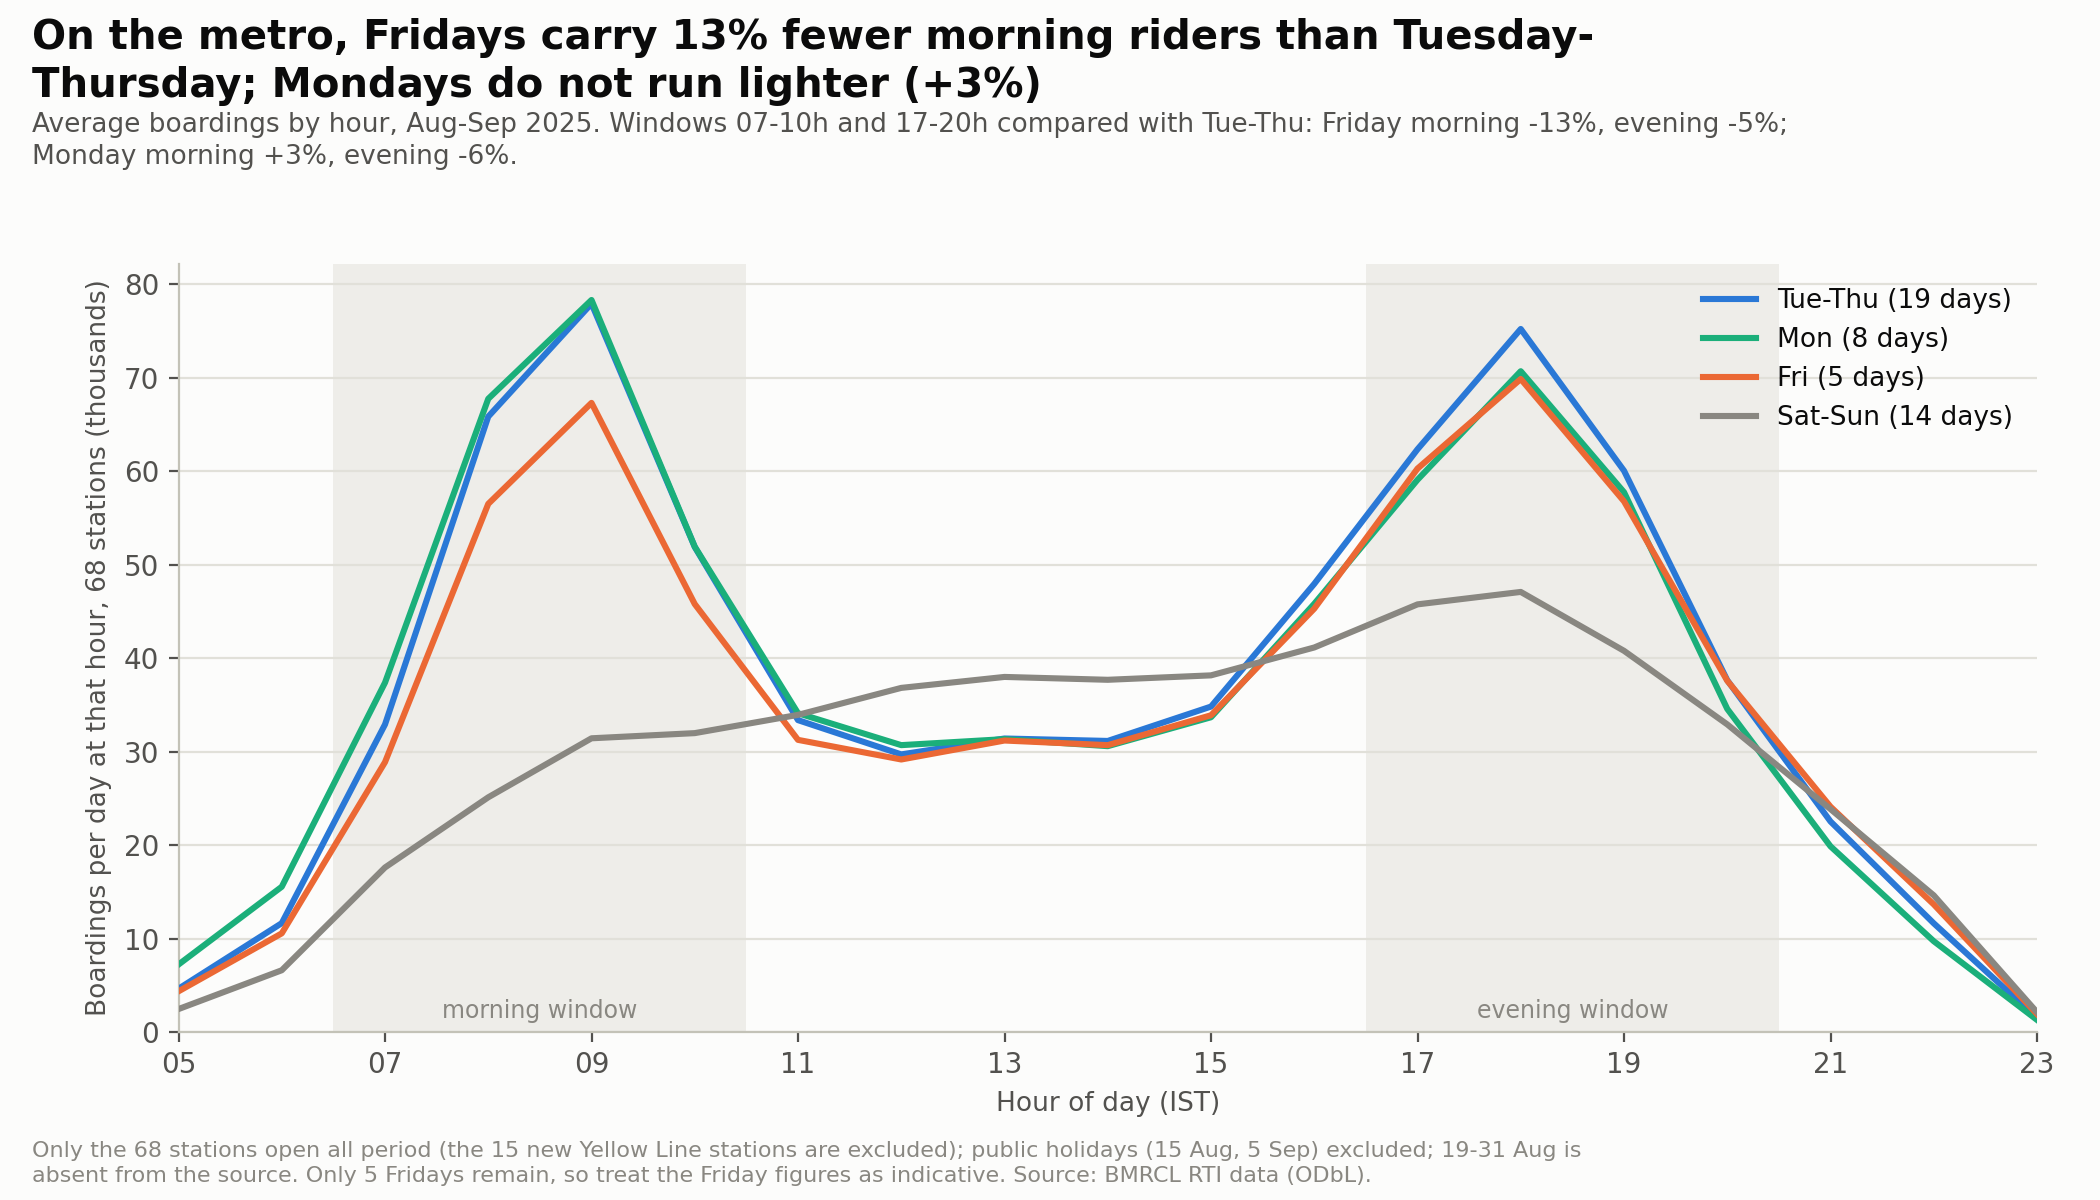 On the metro, Fridays carry 13% fewer morning riders than Tuesday-
Thursday; Mondays do not run lighter (+3%)
Average boardings by hour, Aug-Sep 2025. Windows 07-10h and 17-20h compared with Tue-Thu: Friday morning -13%, evening -5%;
Monday morning +3%, evening -6%.
Boardings per day at that hour, 68 stations (thousands)
80
70
60
50
40
30
20
10
0
Tue-Thu (19 days)
Mon (8 days)
Fri (5 days)
Sat-Sun (14 days)
morning window
evening window
05 07 09 11 13 15 17 19 21 23
Hour of day (IST)
Only the 68 stations open all period (the 15 new Yellow Line stations are excluded); public holidays (15 Aug, 5 Sep) excluded; 19-31 Aug is
absent from the source. Only 5 Fridays remain, so treat the Friday figures as indicative. Source: BMRCL RTI data (ODbL).